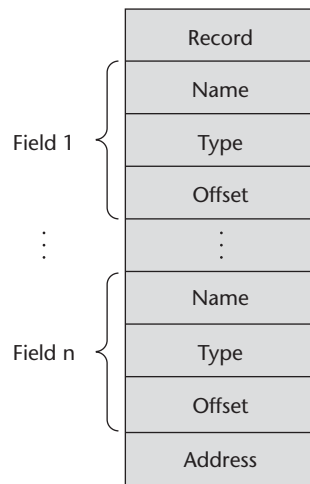 Record
Name
Field 1
Type
Offset
⋮ ⋮
Name
Field n
Type
Offset
Address